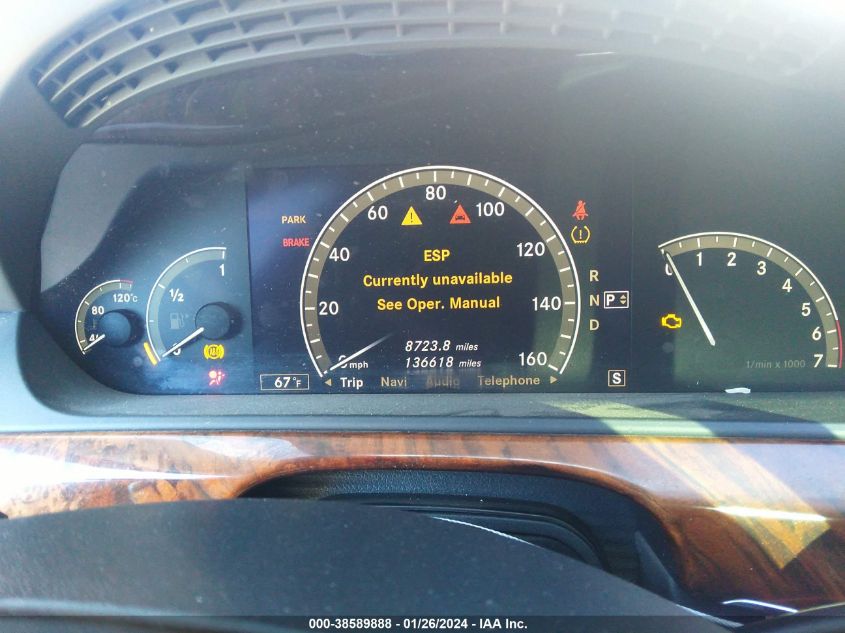 80
60
100
PARK
BRAKE
40
120
ESP
Currently unavailable
See Oper. Manual
1
½
120°C
80
20
140
R
N P
D
0 1 2 3 4 5 6 7
1/min x 1000
8723.8 miles
136618 miles
0 mph
160
67°F
Trip Navi Audio Telephone
S
000-38589888 - 01/26/2024 - IAA Inc.